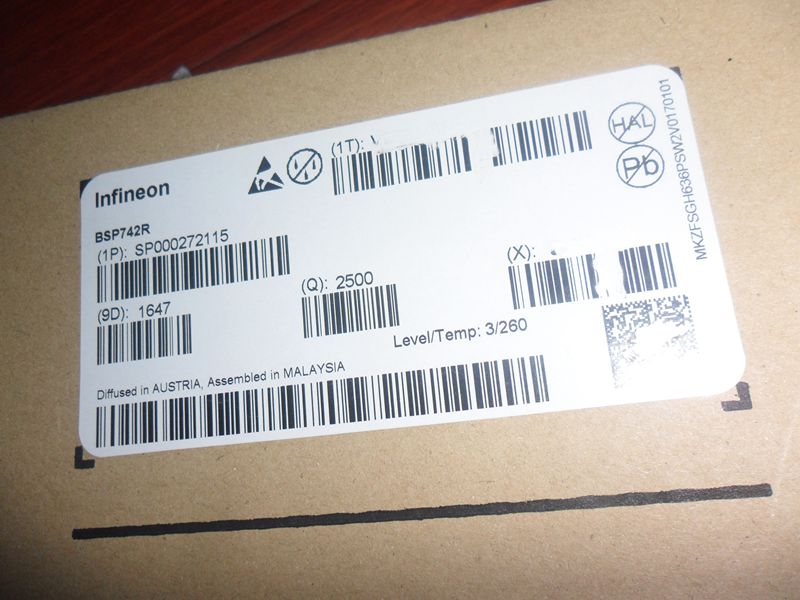 Infineon
(1T):
HAL
Pb
BSP742R
(1P): SP000272115
(9D): 1647
(Q): 2500
(X):
Level/Temp: 3/260
Diffused in AUSTRIA, Assembled in MALAYSIA
MKZFSGH636PSWZV0170101